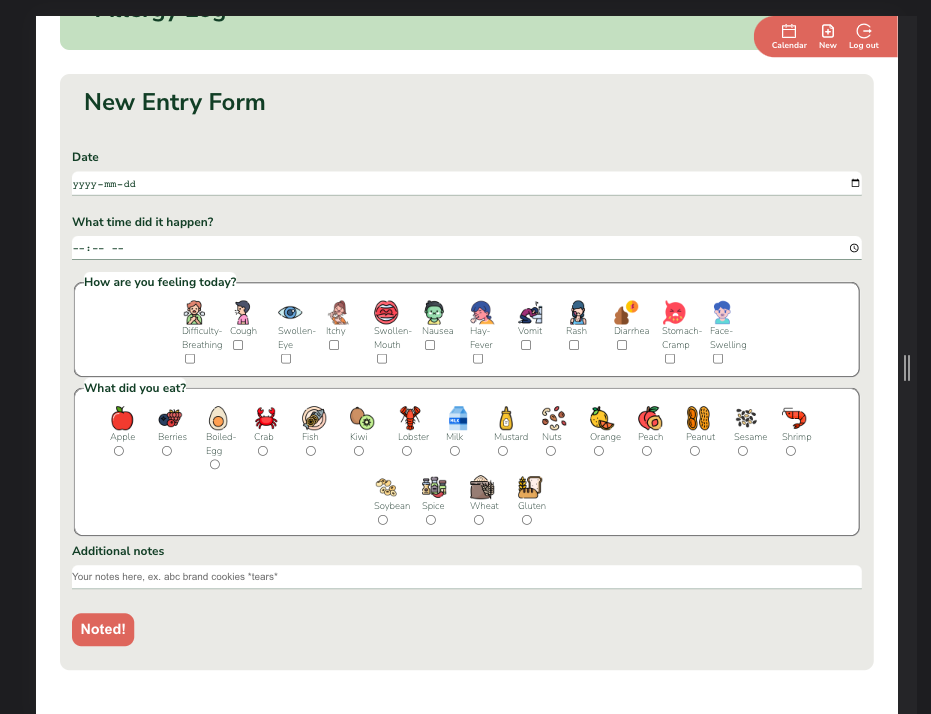 Allergy Log
Calendar New Log out
New Entry Form
Date
yyyy-mm-dd
What time did it happen?
--:-- --
How are you feeling today?
Difficulty- Cough Swollen- Itchy Swollen- Nausea Hay- Vomit Rash Diarrhea Stomach- Face-
Breathing Eye Mouth Fever Cramp Swelling
What did you eat?
Apple Berries Boiled- Crab Fish Kiwi Lobster Milk Mustard Nuts Orange Peach Peanut Sesame Shrimp
Egg
Soybean Spice Wheat Gluten
Additional notes
Your notes here, ex. abc brand cookies *tears*
Noted!